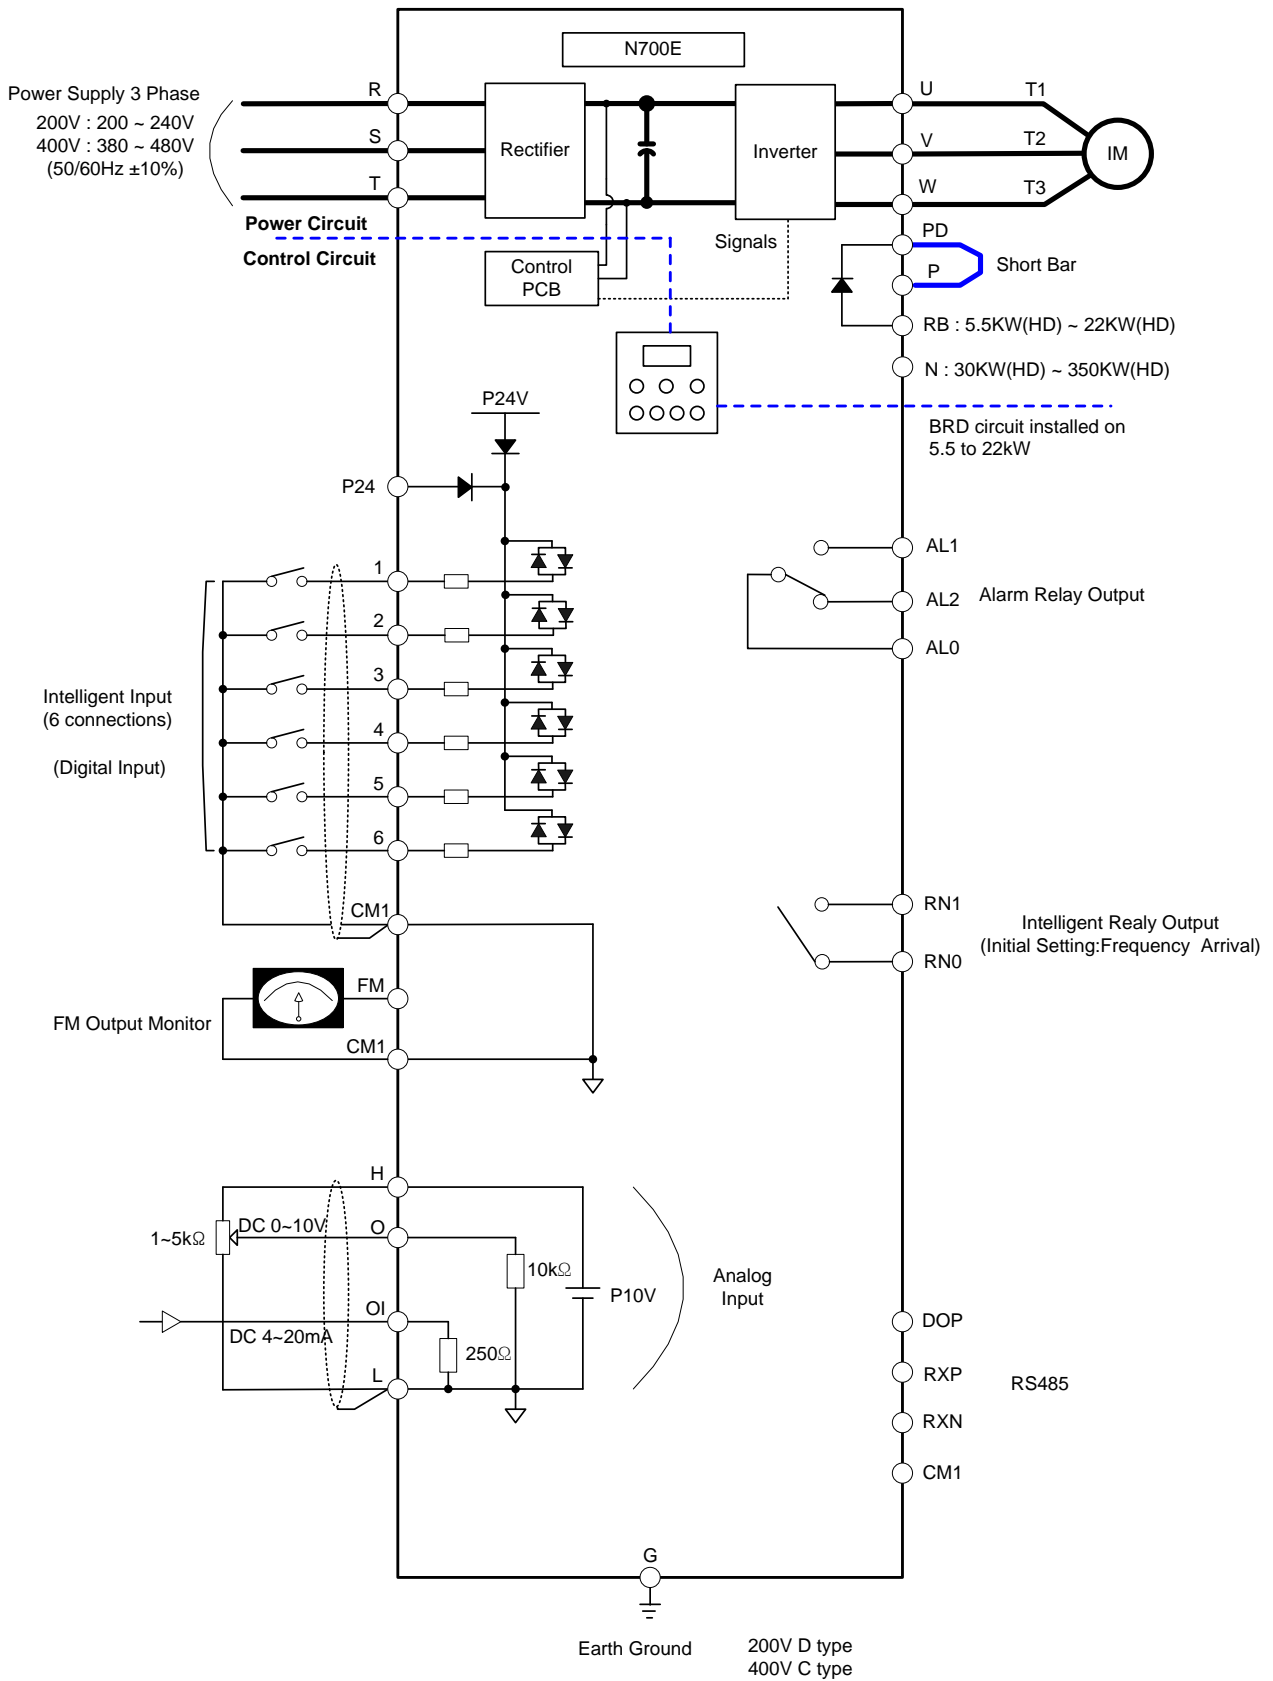 N700E
Power Supply 3 Phase
200V : 200 ~ 240V
400V : 380 ~ 480V
(50/60Hz ±10%)
R
S
T
Rectifier
Inverter
U
V
W
T1
T2
T3
IM
Power Circuit
Control Circuit
Control
PCB
Signals
PD
P
Short Bar
RB : 5.5KW(HD) ~ 22KW(HD)
N : 30KW(HD) ~ 350KW(HD)
BRD circuit installed on
5.5 to 22kW
P24V
P24
1
2
3
4
5
6
Intelligent Input
(6 connections)
(Digital Input)
CM1
AL1
AL2
AL0
Alarm Relay Output
RN1
RN0
Intelligent Realy Output
(Initial Setting:Frequency Arrival)
FM
FM Output Monitor
CM1
H
1~5kΩ
DC 0~10V
O
10kΩ
P10V
OI
DC 4~20mA
250Ω
L
Analog
Input
DOP
RXP
RXN
CM1
RS485
G
Earth Ground
200V D type
400V C type